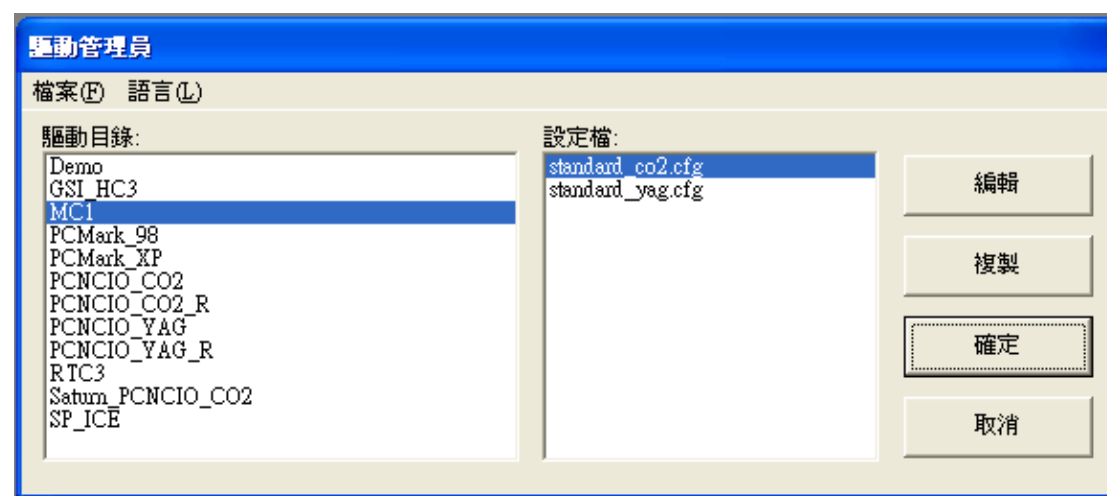 驅動管理員
檔案(F) 語言(L)
驅動目錄:
Demo
GSI_HC3
MC1
PCMark_98
PCMark_XP
PCNCIO_CO2
PCNCIO_CO2_R
PCNCIO_YAG
PCNCIO_YAG_R
RTC3
Saturn_PCNCIO_CO2
SP_ICE
設定檔:
standard_co2.cfg
standard_yag.cfg
編輯
複製
確定
取消